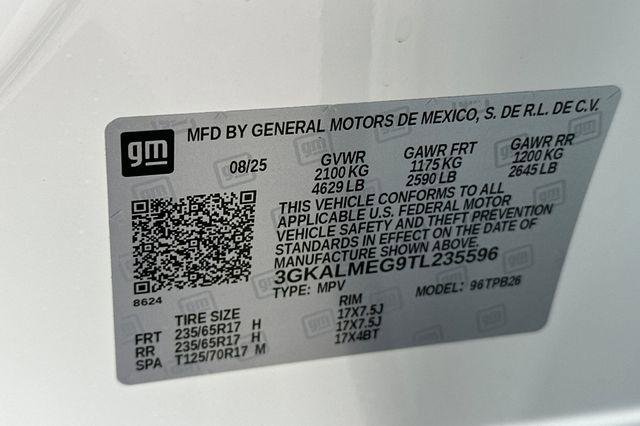 gm
MFD BY GENERAL MOTORS DE MEXICO, S. DE R.L. DE C.V.
08/25 GVWR GAWR FRT GAWR RR
2100 KG 1175 KG 1200 KG
4629 LB 2590 LB 2645 LB
THIS VEHICLE CONFORMS TO ALL
APPLICABLE U.S. FEDERAL MOTOR
VEHICLE SAFETY AND THEFT PREVENTION
STANDARDS IN EFFECT ON THE DATE OF
MANUFACTURE SHOWN ABOVE.
3GKALMEG9TL235596
8624
TYPE: MPV MODEL: 96TPB26
TIRE SIZE RIM
FRT 235/65R17 H 17X7.5J
RR 235/65R17 H 17X7.5J
SPA T125/70R17 M 17X4BT